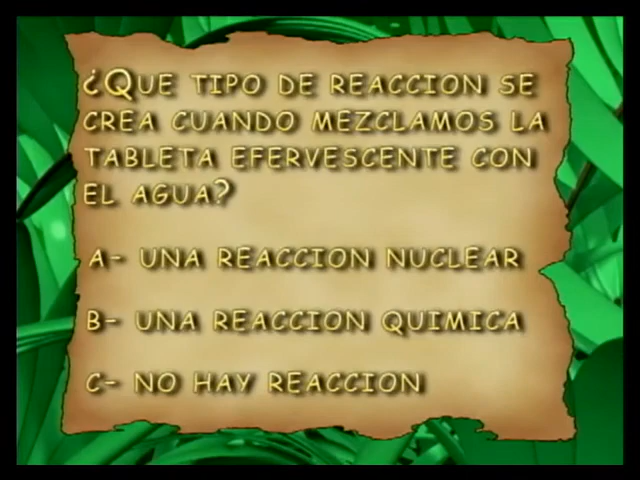 ¿QUE TIPO DE REACCION SE
CREA CUANDO MEZCLAMOS LA
TABLETA EFERVESCENTE CON
EL AGUA?
A- UNA REACCION NUCLEAR
B- UNA REACCION QUIMICA
C- NO HAY REACCION